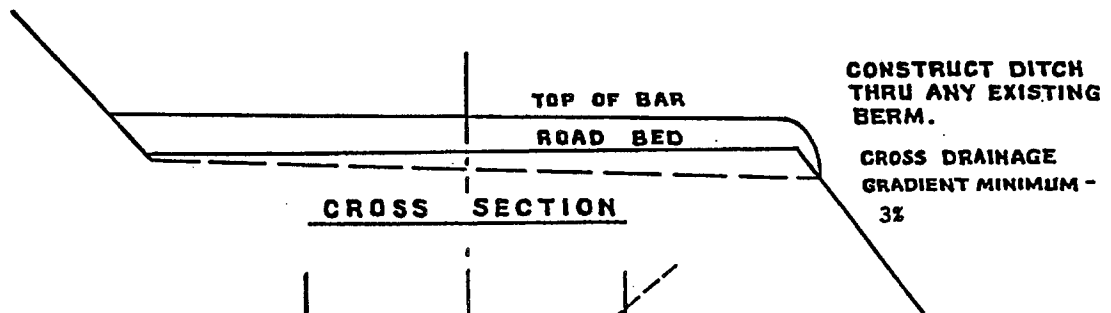 TOP OF BAR
ROAD BED
CROSS SECTION
CONSTRUCT DITCH
THRU ANY EXISTING
BERM.
CROSS DRAINAGE
GRADIENT MINIMUM -
3%